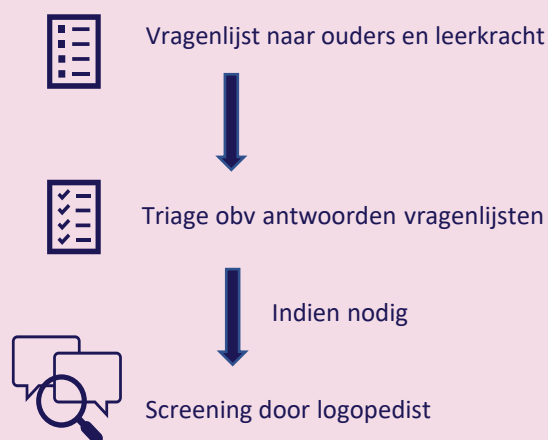 Vragenlijst naar ouders en leerkracht
Triage obv antwoorden vragenlijsten
Indien nodig
Screening door logopedist